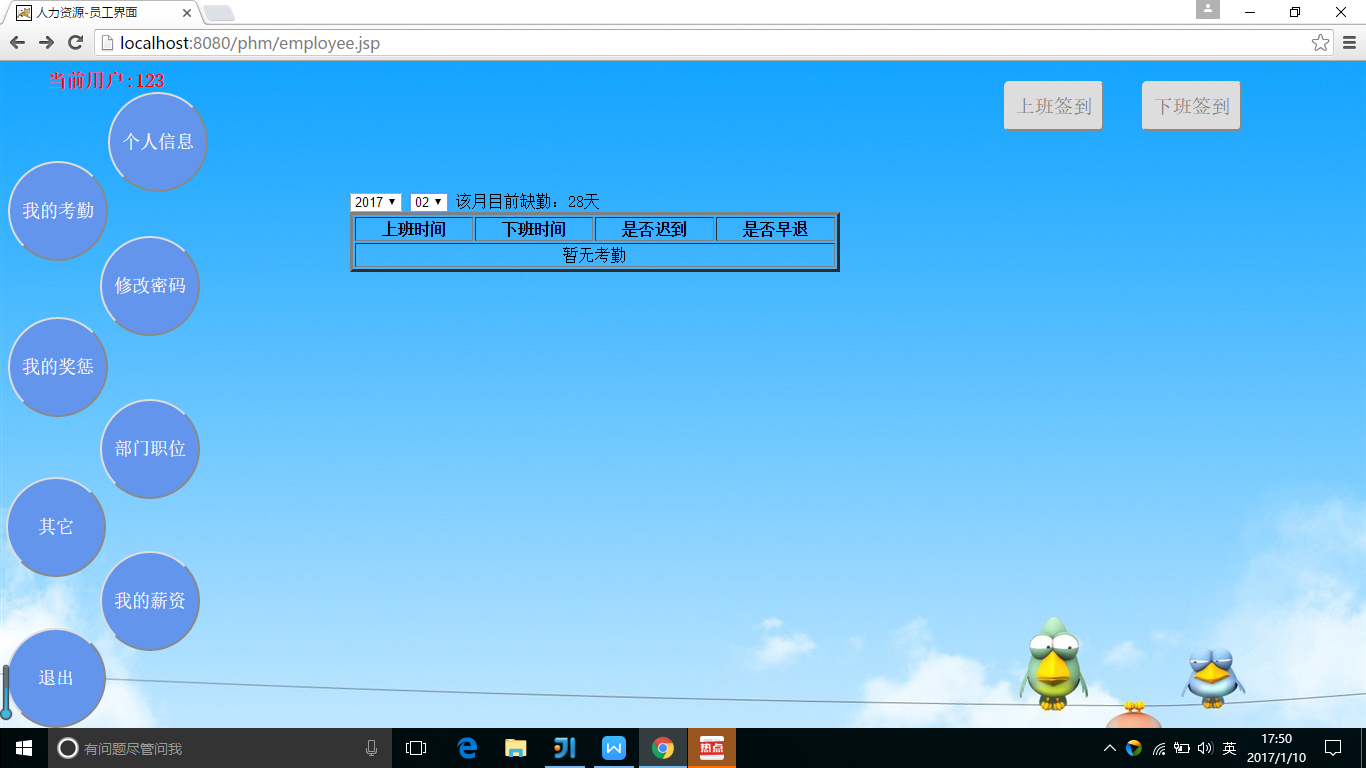 人力资源-员工界面
localhost:8080/phm/employee.jsp
当前用户:123
上班签到 下班签到
个人信息
我的考勤
2017 02 该月目前缺勤：28天
上班时间 下班时间 是否迟到 是否早退
暂无考勤
修改密码
我的奖惩
部门职位
其它
我的薪资
退出
有问题尽管问我
热点
英
17:50
2017/1/10